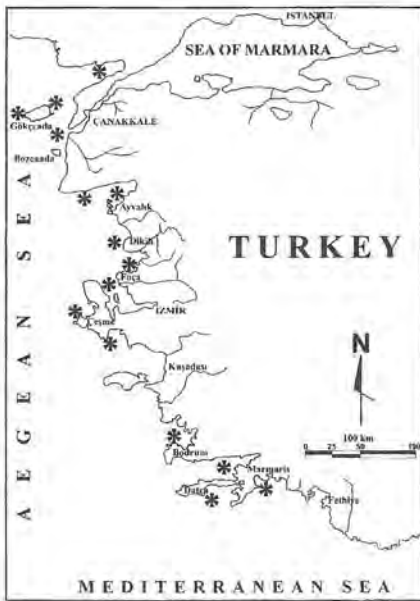 ISTANBUL
SEA OF MARMARA
ÇANAKKALE
Gökçeada
Bozcaada
Ayvalık
Dikili
TURKEY
Foça
İZMİR
Çeşme
N
Kuşadası
100 km
0 25 50 100
Bodrum
Marmaris
Datça
Fethiye
AEGEAN SEA
MEDITERRANEAN SEA